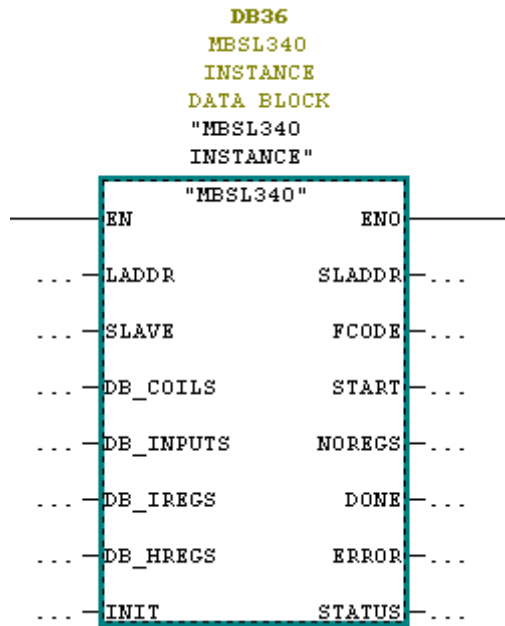 DB36
MBSL340
INSTANCE
DATA BLOCK
"MBSL340
INSTANCE"
"MBSL340"
EN ENO
... LADDR SLADDR ...
... SLAVE FCODE ...
... DB_COILS START ...
... DB_INPUTS NOREGS ...
... DB_IREGS DONE ...
... DB_HREGS ERROR ...
... INIT STATUS ...